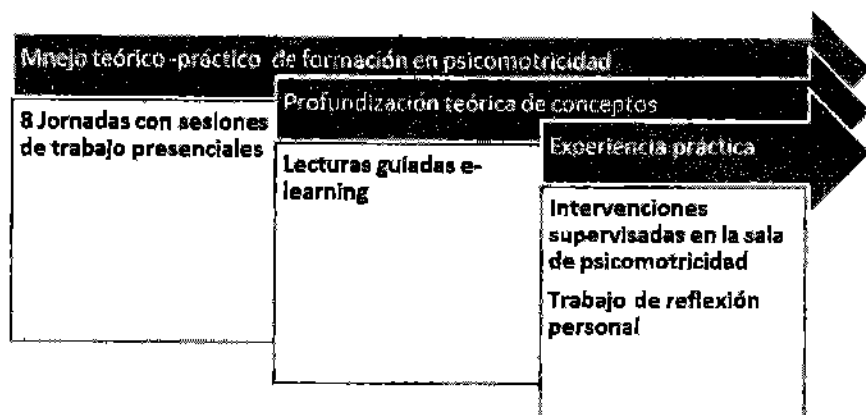 Mnejo teórico -práctico de formación en psicomotricidad
8 Jornadas con sesiones
de trabajo presenciales
Profundización teórica de conceptos
Lecturas guiadas e-
learning
Experiencia práctica
Intervenciones
supervisadas en la sala
de psicomotricidad
Trabajo de reflexión
personal